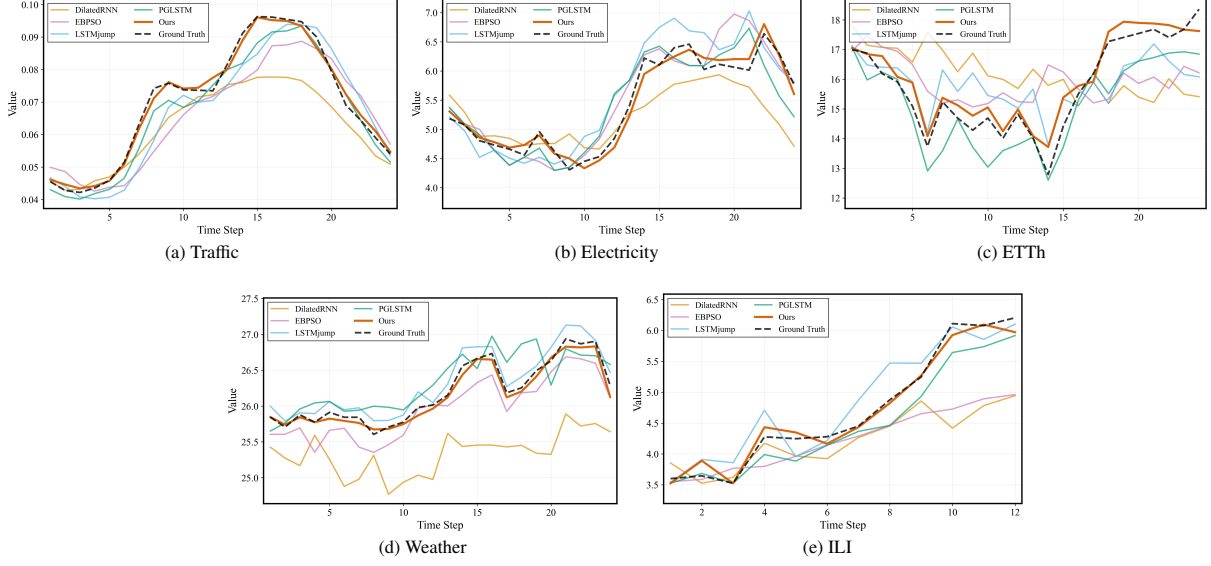 0.10
0.09
0.08
0.07
0.06
0.05
0.04
Value
DilatedRNN
EBPSO
LSTMjump
PGLSTM
Ours
Ground Truth
5 10 15 20
Time Step
(a) Traffic
7.0
6.5
6.0
5.5
5.0
4.5
4.0
Value
DilatedRNN
EBPSO
LSTMjump
PGLSTM
Ours
Ground Truth
5 10 15 20
Time Step
(b) Electricity
18
17
16
15
14
13
12
Value
DilatedRNN
EBPSO
LSTMjump
PGLSTM
Ours
Ground Truth
5 10 15 20
Time Step
(c) ETTh
27.5
27.0
26.5
26.0
25.5
25.0
Value
DilatedRNN
EBPSO
LSTMjump
PGLSTM
Ours
Ground Truth
5 10 15 20
Time Step
(d) Weather
6.5
6.0
5.5
5.0
4.5
4.0
3.5
Value
DilatedRNN
EBPSO
LSTMjump
PGLSTM
Ours
Ground Truth
2 4 6 8 10 12
Time Step
(e) ILI